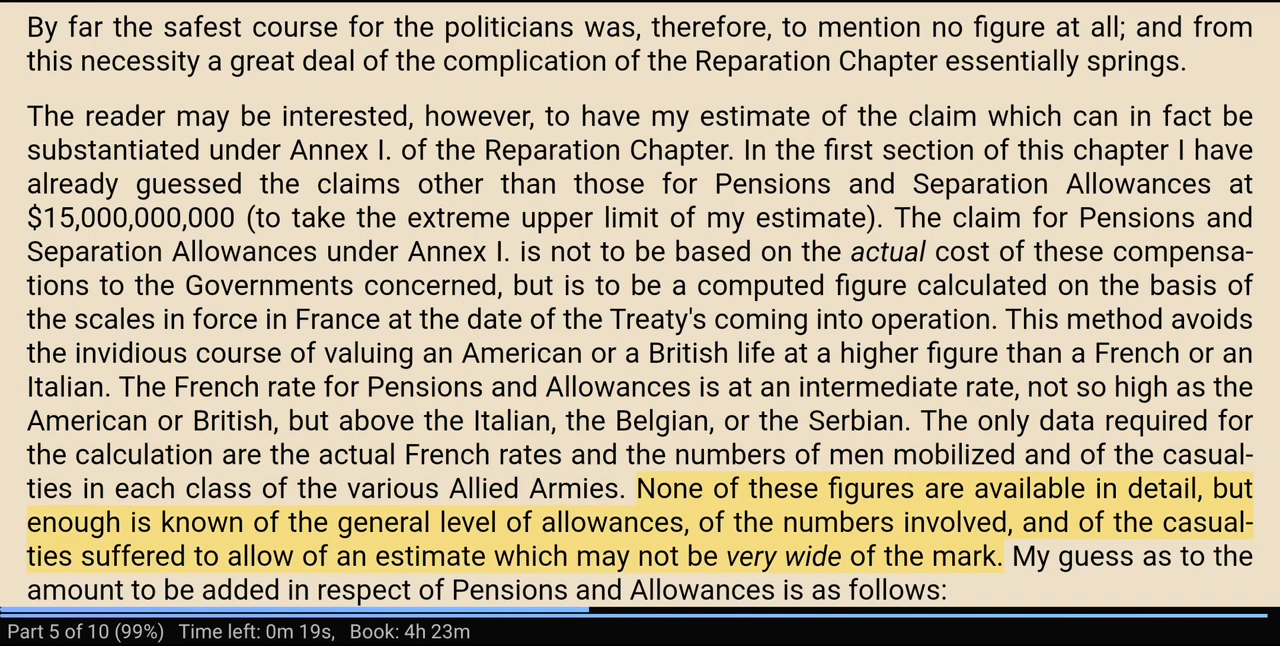 By far the safest course for the politicians was, therefore, to mention no figure at all; and from
this necessity a great deal of the complication of the Reparation Chapter essentially springs.
The reader may be interested, however, to have my estimate of the claim which can in fact be
substantiated under Annex I. of the Reparation Chapter. In the first section of this chapter I have
already guessed the claims other than those for Pensions and Separation Allowances at
$15,000,000,000 (to take the extreme upper limit of my estimate). The claim for Pensions and
Separation Allowances under Annex I. is not to be based on the actual cost of these compensa-
tions to the Governments concerned, but is to be a computed figure calculated on the basis of
the scales in force in France at the date of the Treaty's coming into operation. This method avoids
the invidious course of valuing an American or a British life at a higher figure than a French or an
Italian. The French rate for Pensions and Allowances is at an intermediate rate, not so high as the
American or British, but above the Italian, the Belgian, or the Serbian. The only data required for
the calculation are the actual French rates and the numbers of men mobilized and of the casual-
ties in each class of the various Allied Armies. None of these figures are available in detail, but
enough is known of the general level of allowances, of the numbers involved, and of the casual-
ties suffered to allow of an estimate which may not be very wide of the mark. My guess as to the
amount to be added in respect of Pensions and Allowances is as follows:
Part 5 of 10 (99%) Time left: 0m 19s, Book: 4h 23m